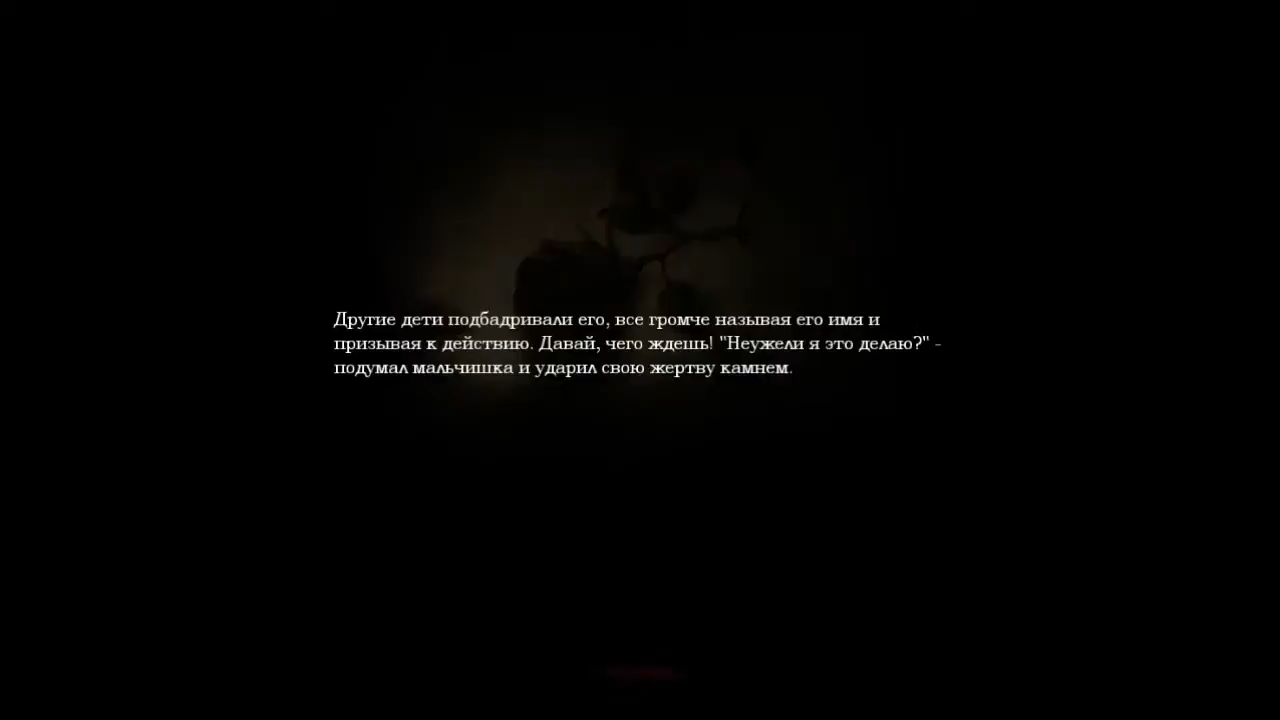 Другие дети подбадривали его, все громче называя его имя и
призывая к действию. Давай, чего ждешь! "Неужели я это делаю?" -
подумал мальчишка и ударил свою жертву камнем.